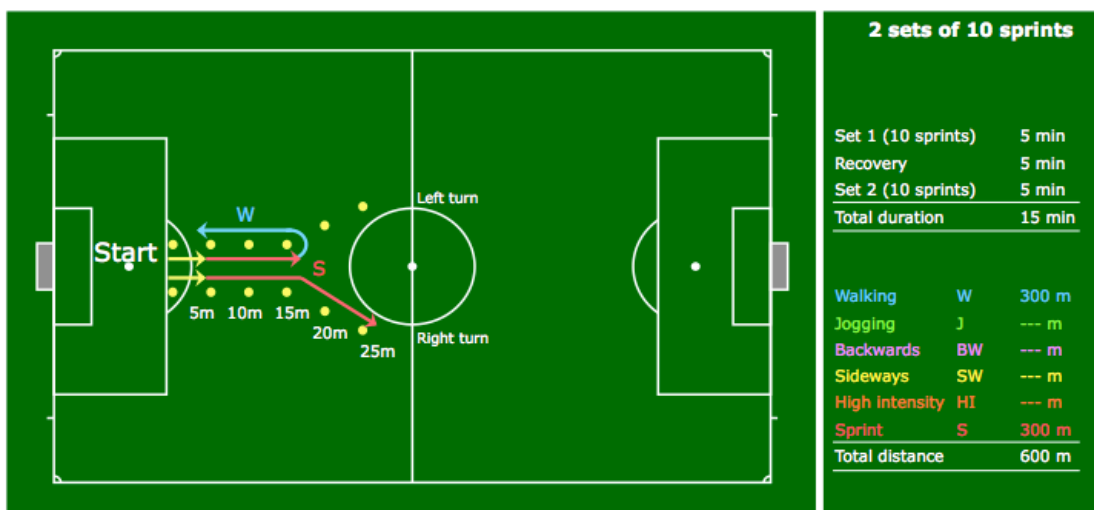 2 sets of 10 sprints
Set 1 (10 sprints) 5 min
Recovery 5 min
Set 2 (10 sprints) 5 min
Total duration 15 min
Left turn
W
Start
S
5m 10m 15m
20m
25m
Right turn
Walking W 300 m
Jogging J --- m
Backwards BW --- m
Sideways SW --- m
High intensity HI --- m
Sprint S 300 m
Total distance 600 m